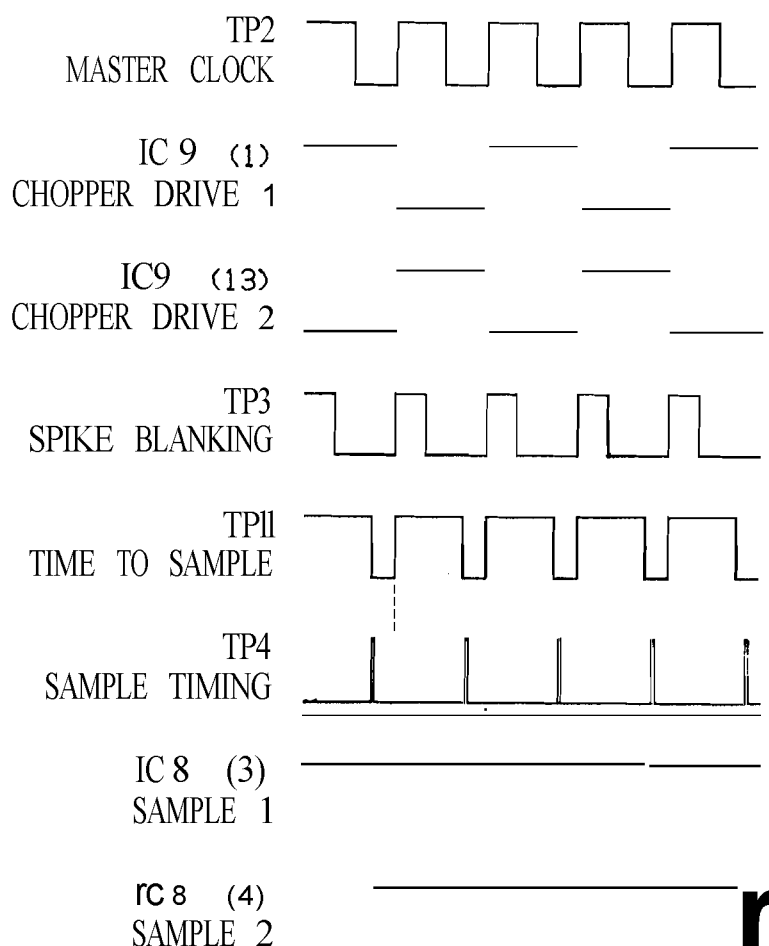 TP2
MASTER CLOCK
IC 9 (1)
CHOPPER DRIVE 1
IC9 (13)
CHOPPER DRIVE 2
TP3
SPIKE BLANKING
TP11
TIME TO SAMPLE
TP4
SAMPLE TIMING
IC 8 (3)
SAMPLE 1
rC 8 (4)
SAMPLE 2
r